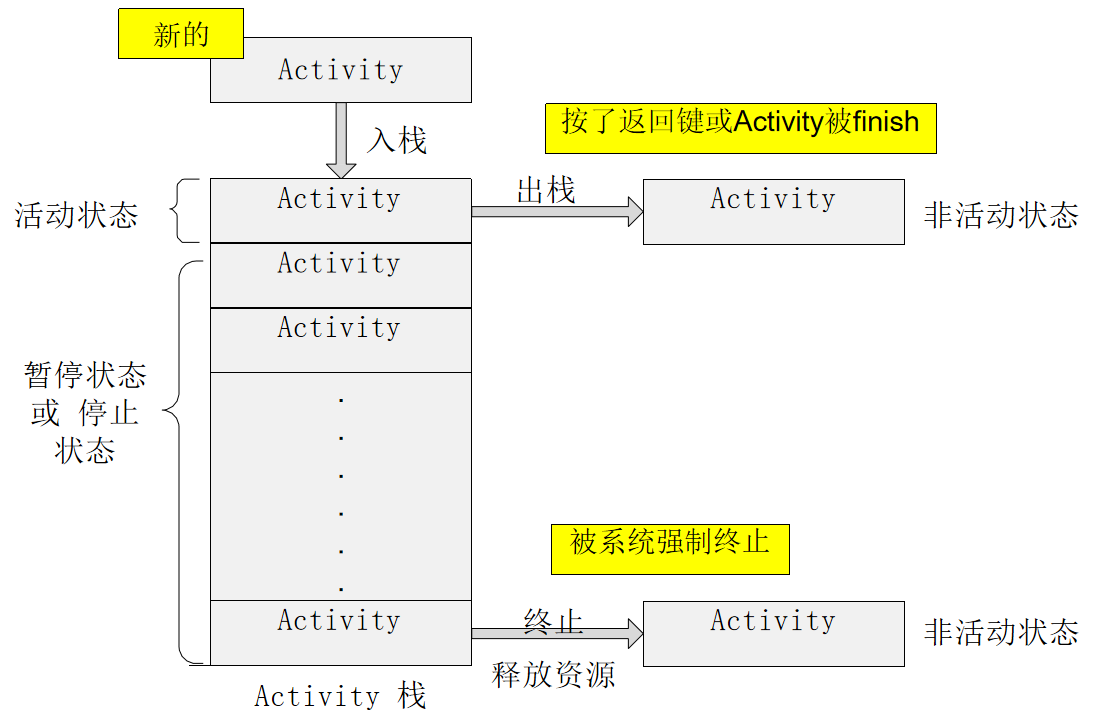 新的
Activity
入栈
按了返回键或Activity被finish
活动状态
Activity
出栈
Activity
非活动状态
Activity
Activity
暂停状态
或 停止
状态
被系统强制终止
Activity
终止
释放资源
Activity
非活动状态
Activity 栈